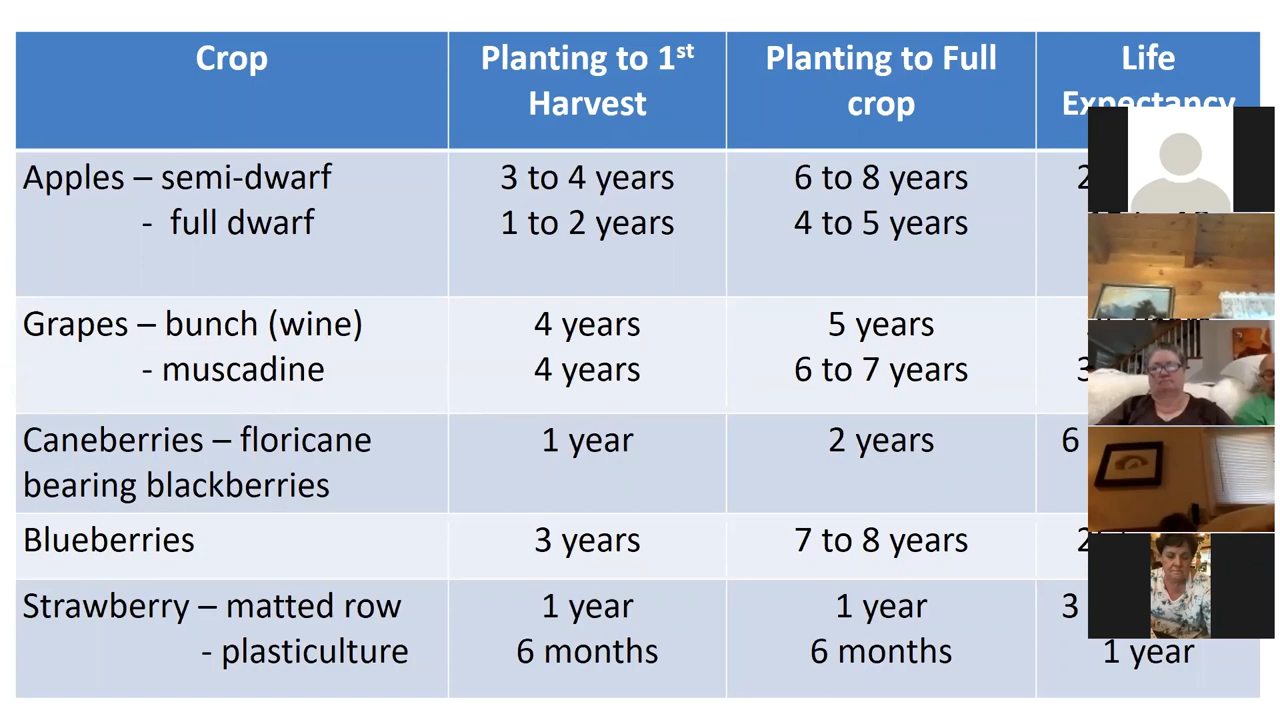 Crop
Planting to 1st
Harvest
Planting to Full
crop
Life
Expectancy
Apples – semi-dwarf
3 to 4 years
6 to 8 years
- full dwarf
1 to 2 years
4 to 5 years
Grapes – bunch (wine)
4 years
5 years
- muscadine
4 years
6 to 7 years
Caneberries – floricane
bearing blackberries
1 year
2 years
6
Blueberries
3 years
7 to 8 years
Strawberry – matted row
1 year
1 year
3
- plasticulture
6 months
6 months
1 year